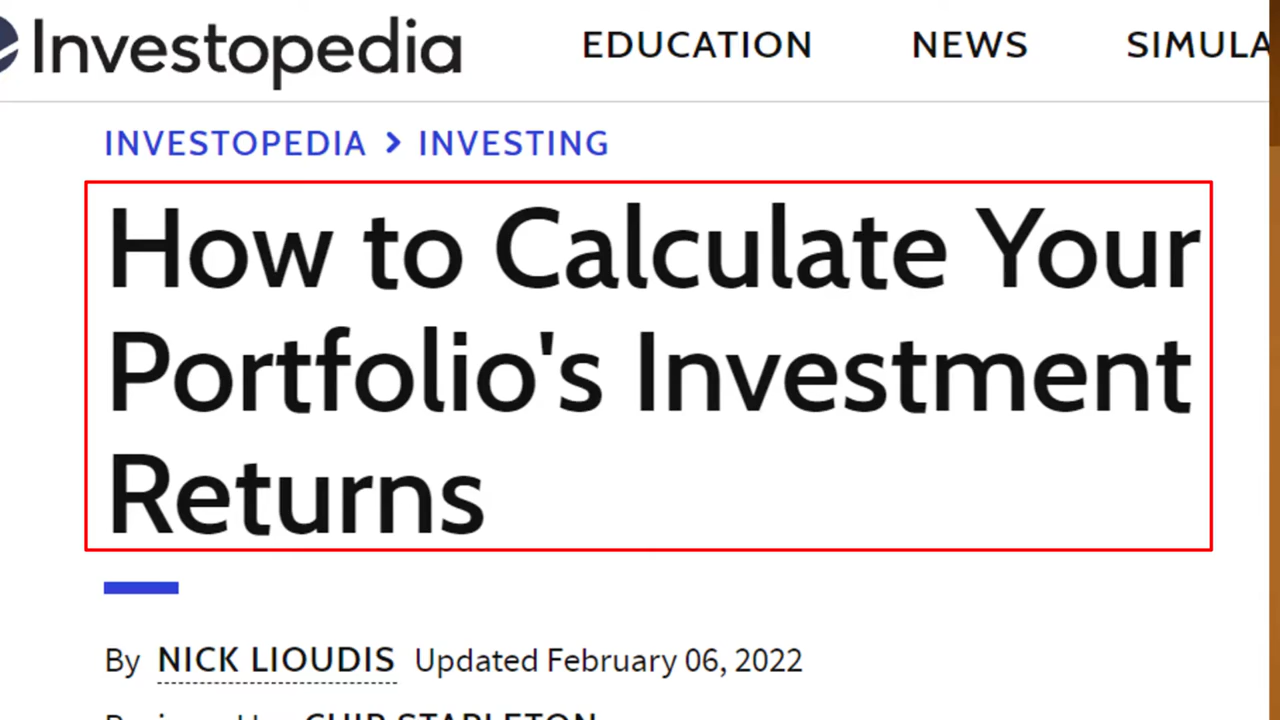 Investopedia EDUCATION NEWS SIMULA
INVESTOPEDIA > INVESTING
How to Calculate Your
Portfolio's Investment
Returns
By NICK LIOUDIS Updated February 06, 2022